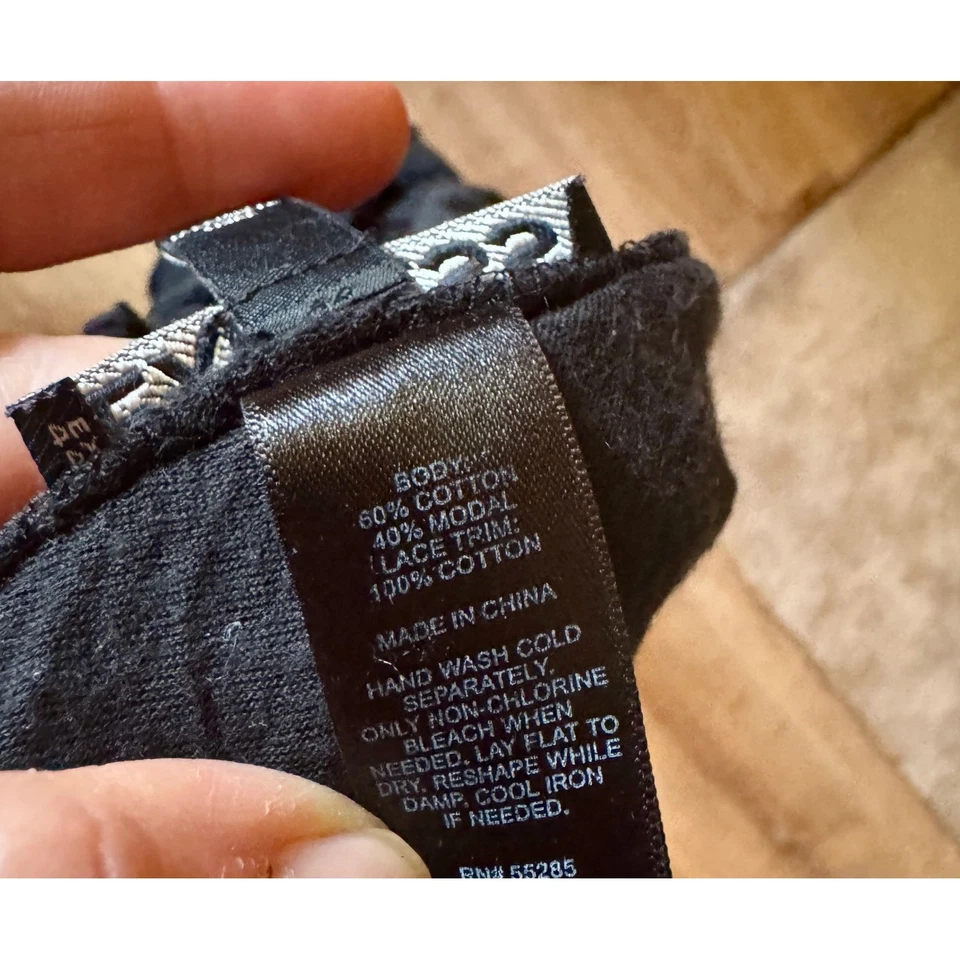 BODY:
60% COTTON
40% MODAL
LACE TRIM:
100% COTTON
MADE IN CHINA
HAND WASH COLD
SEPARATELY.
ONLY NON-CHLORINE
BLEACH WHEN
NEEDED. LAY FLAT TO
DRY. RESHAPE WHILE
DAMP. COOL IRON
IF NEEDED.
RN# 55285